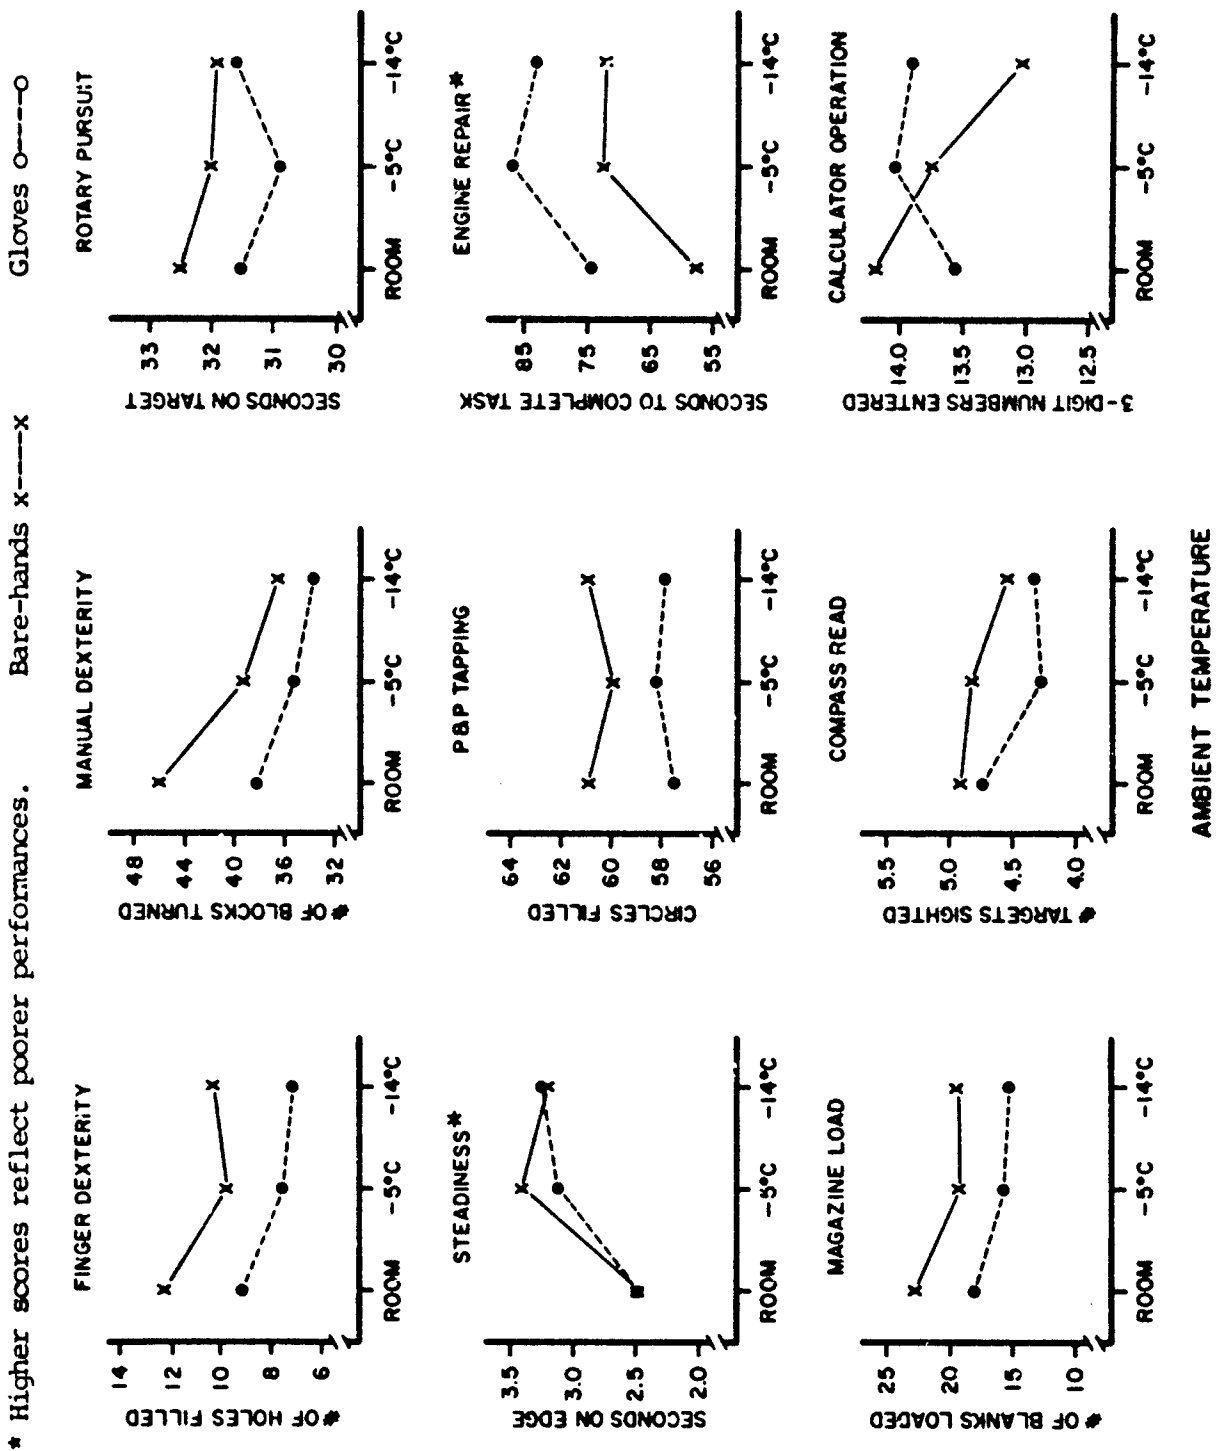 * Higher scores reflect poorer performances. Bare-hands x----x Gloves o----o
FINGER DEXTERITY
# OF HOLES FILLED
14
12
10
8
6
ROOM -5°C -14°C
MANUAL DEXTERITY
# OF BLOCKS TURNED
48
44
40
36
32
ROOM -5°C -14°C
ROTARY PURSUIT
SECONDS ON TARGET
33
32
31
30
ROOM -5°C -14°C
STEADINESS*
SECONDS ON EDGE
3.5
3.0
2.5
2.0
ROOM -5°C -14°C
P&P TAPPING
CIRCLES FILLED
64
62
60
58
56
ROOM -5°C -14°C
ENGINE REPAIR*
SECONDS TO COMPLETE TASK
85
75
65
55
ROOM -5°C -14°C
MAGAZINE LOAD
# OF BLANKS LOADED
25
20
15
10
ROOM -5°C -14°C
COMPASS READ
# TARGETS SIGHTED
5.5
5.0
4.5
4.0
ROOM -5°C -14°C
CALCULATOR OPERATION
3-DIGIT NUMBERS ENTERED
14.0
13.5
13.0
12.5
ROOM -5°C -14°C
AMBIENT TEMPERATURE